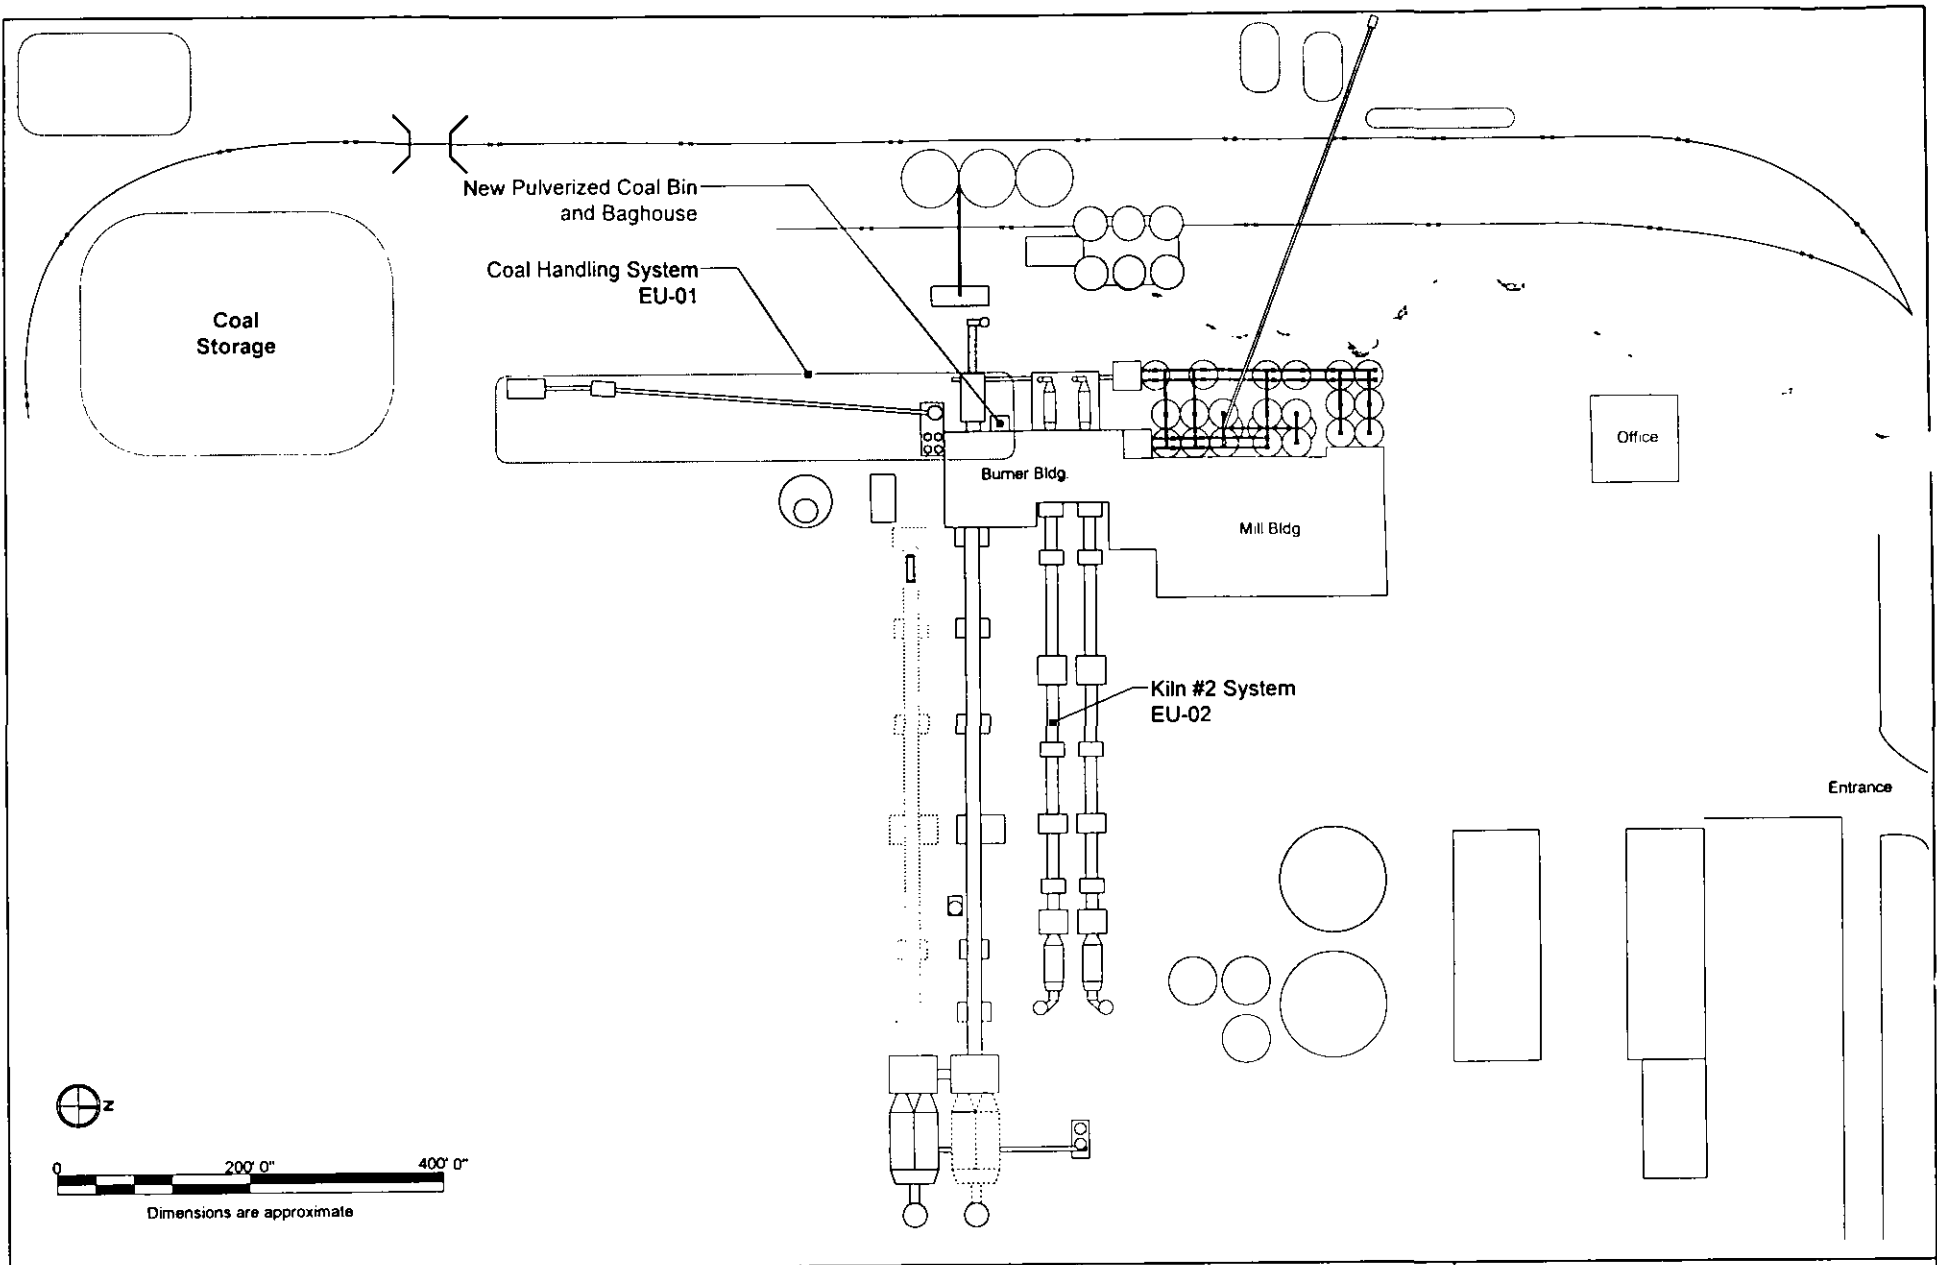 New Pulverized Coal Bin
and Baghouse
Coal Handling System
EU-01
Coal
Storage
Office
Burner Bldg.
Mill Bldg
Kiln #2 System
EU-02
Entrance
N
0 200' 0" 400' 0"
Dimensions are approximate